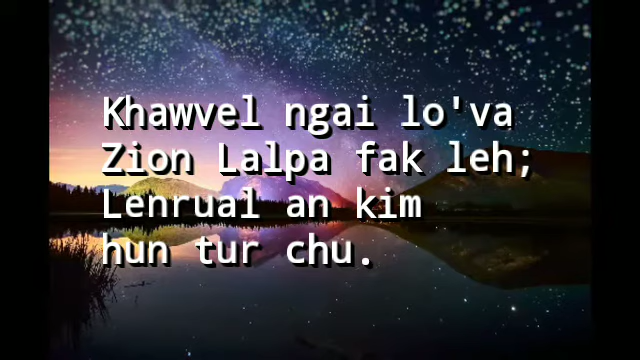 Khawvel ngai lo'va
Zion Lalpa fak leh;
Lenrual an kim
hun tur chu.